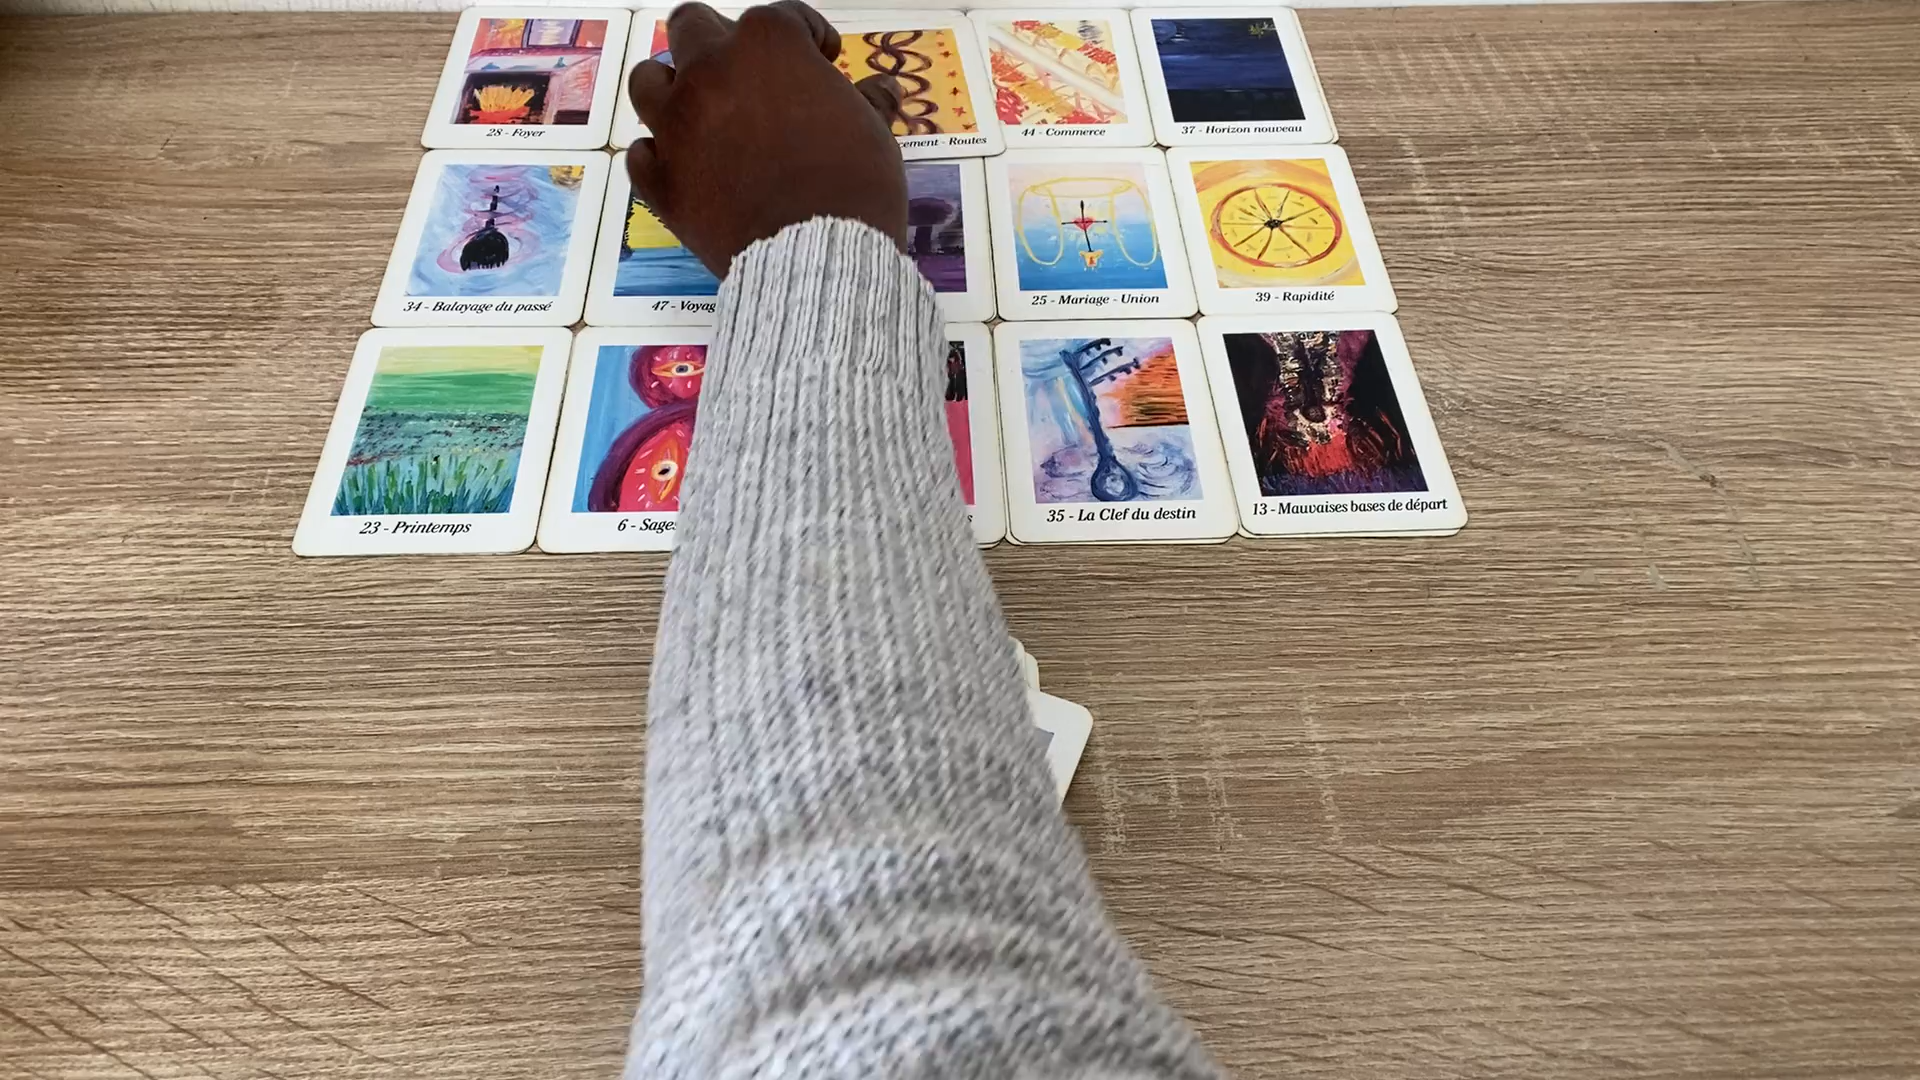 28 - Foyer
cement - Routes
44 - Commerce
37 - Horizon nouveau
34 - Balayage du passé
47 - Voyag
25 - Mariage - Union
39 - Rapidité
23 - Printemps
6 - Sages
s
35 - La Clef du destin
13 - Mauvaises bases de départ